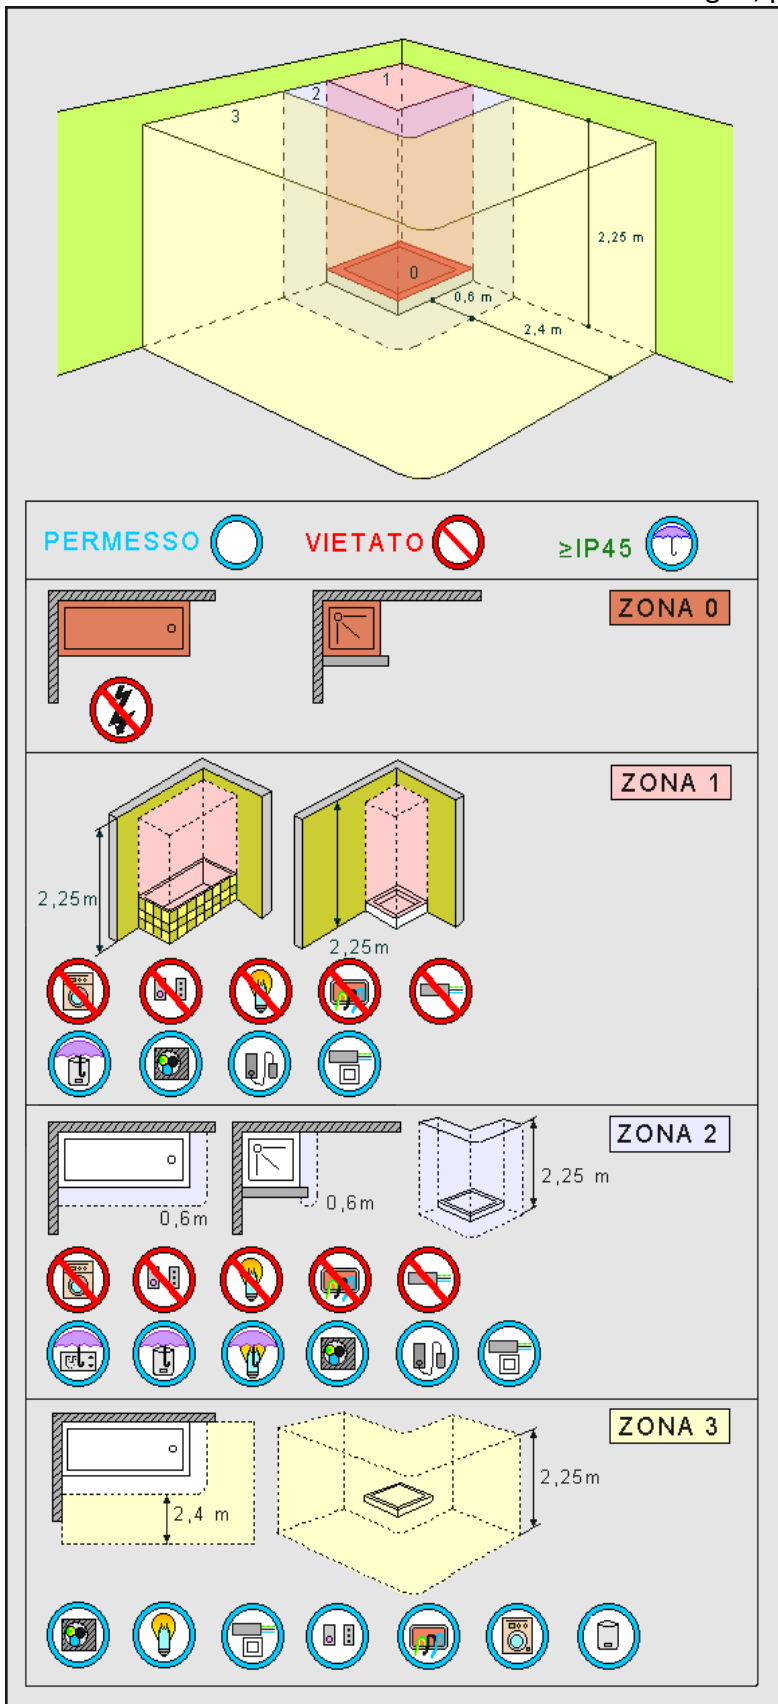 1
2
3
2,25 m
0
0,6 m
2,4 m
PERMESSO
VIETATO
≥IP45
ZONA 0
ZONA 1
2,25m
2,25m
ZONA 2
2,25 m
0,6m
0,6m
ZONA 3
2,25m
2,4 m